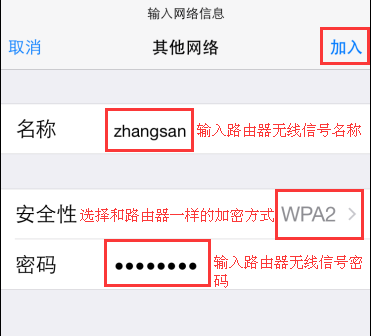 输入网络信息
取消 其他网络 加入
名称 zhangsan 输入路由器无线信号名称
安全性 选择和路由器一样的加密方式 WPA2
密码 ●●●●●●●● 输入路由器无线信号密
码